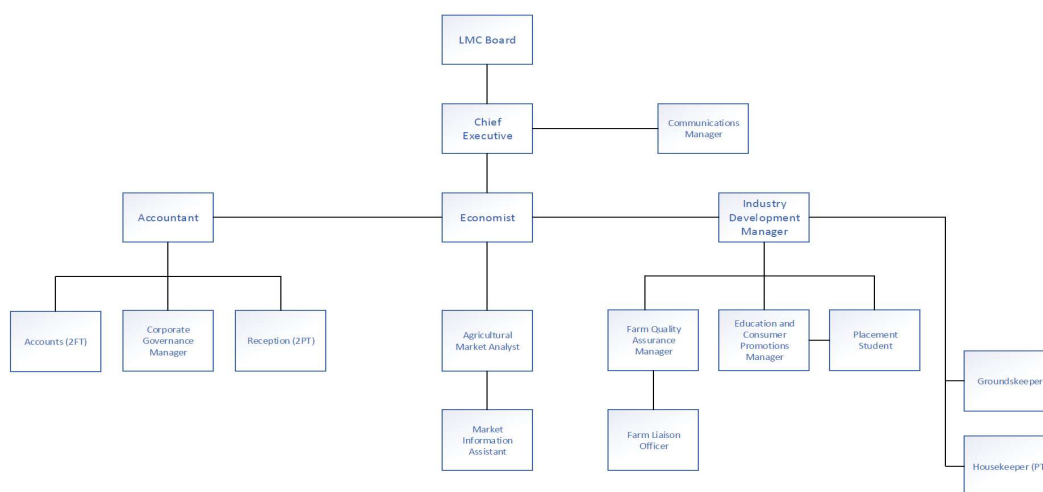 LMC Board
Chief
Executive
Communications
Manager
Accountant
Economist
Industry
Development
Manager
Accounts (2FT)
Corporate
Governance
Manager
Reception (2PT)
Agricultural
Market Analyst
Farm Quality
Assurance
Manager
Education and
Consumer
Promotions
Manager
Placement
Student
Groundskeeper
Market
Information
Assistant
Farm Liaison
Officer
Housekeeper (PT